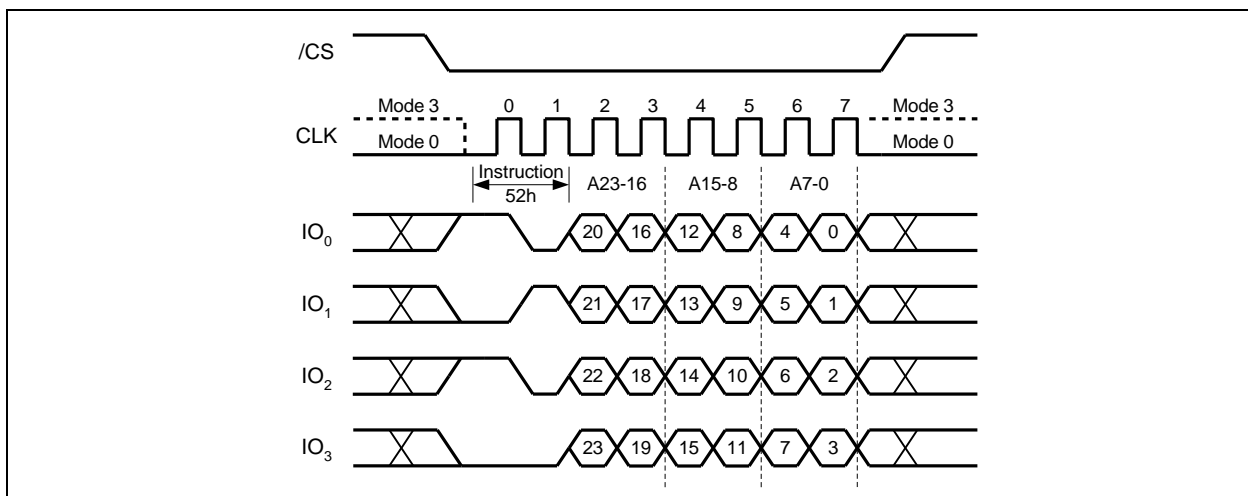 /CS
Mode 3 0 1 2 3 4 5 6 7 Mode 3
CLK
Mode 0 Mode 0
Instruction A23-16 A15-8 A7-0
52h
IO0 20 16 12 8 4 0
IO1 21 17 13 9 5 1
IO2 22 18 14 10 6 2
IO3 23 19 15 11 7 3